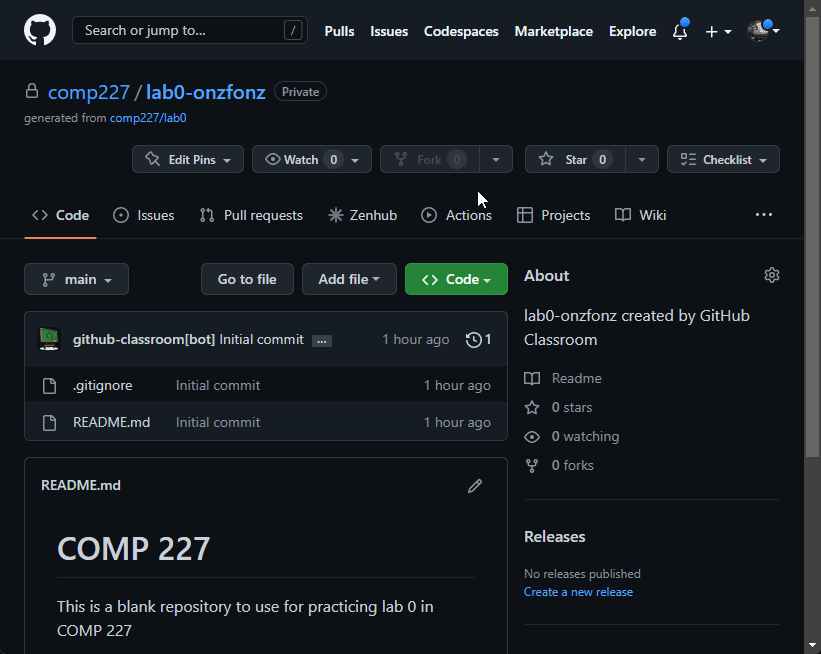 Search or jump to... /
Pulls Issues Codespaces Marketplace Explore
comp227 / lab0-onzfonz Private
generated from comp227/lab0
Edit Pins Watch 0 Fork 0 Star 0 Checklist
Code Issues Pull requests Zenhub Actions Projects Wiki ...
main Go to file Add file Code
github-classroom[bot] Initial commit ... 1 hour ago 1
.gitignore Initial commit 1 hour ago
README.md Initial commit 1 hour ago
README.md
COMP 227
This is a blank repository to use for practicing lab 0 in
COMP 227
About
lab0-onzfonz created by GitHub
Classroom
Readme
0 stars
0 watching
0 forks
Releases
No releases published
Create a new release